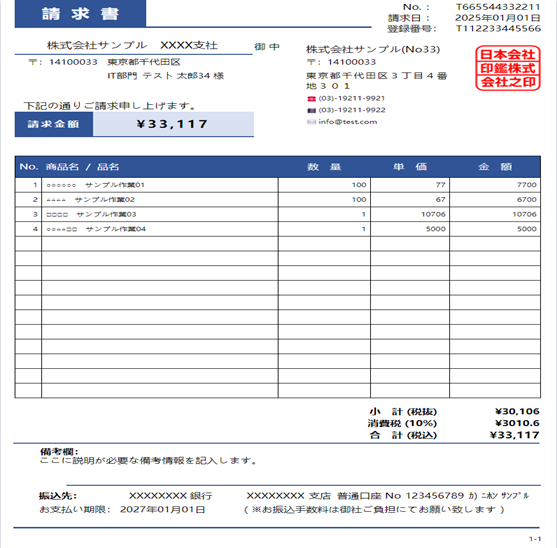 請求書
No. : T665544332211
請求日 : 2025年01月01日
登録番号: T112233445566
株式会社サンプル XXXX支社 御中
〒: 14100033 東京都千代田区
IT部門 テスト 太郎34 様
株式会社サンプル(No33)
〒: 14100033
東京都千代田区３丁目４番
地３０１
(03)-19211-9921
(03)-19211-9922
info@test.com
日本会社
印鑑株式
会社之印
下記の通りご請求申し上げます。
請求金額 ¥33,117
No. 商品名 / 品名 数 量 単 価 金 額
1 ○○○○○○ サンプル作業01 100 77 7700
2 △△△△ サンプル作業02 100 67 6700
3 □□□□ サンプル作業03 1 10706 10706
4 ○○△△□□ サンプル作業04 1 5000 5000
小 計 (税抜) ¥30,106
消費税 (10%) ¥3010.6
合 計 (税込) ¥33,117
備考欄:
ここに説明が必要な備考情報を記入します。
振込先: XXXXXXXX 銀行 XXXXXXXX 支店 普通口座 No 123456789 ｶ) ﾆﾎﾝ ｻﾝﾌﾟﾙ
お支払い期限: 2027年01月01日 (※お振込手数料は御社ご負担にてお願い致します)
1-1